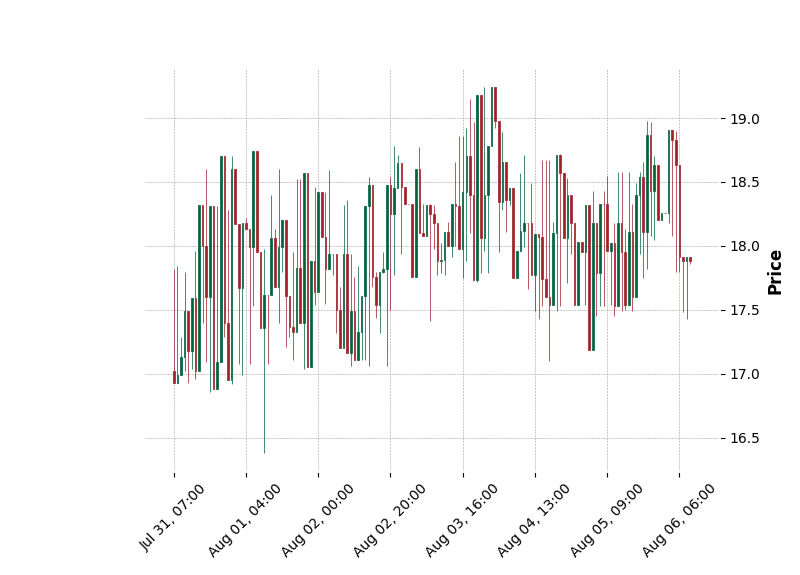 19.0
18.5
18.0
17.5
17.0
16.5
Price
Jul 31, 07:00
Aug 01, 04:00
Aug 02, 00:00
Aug 02, 20:00
Aug 03, 16:00
Aug 04, 13:00
Aug 05, 09:00
Aug 06, 06:00